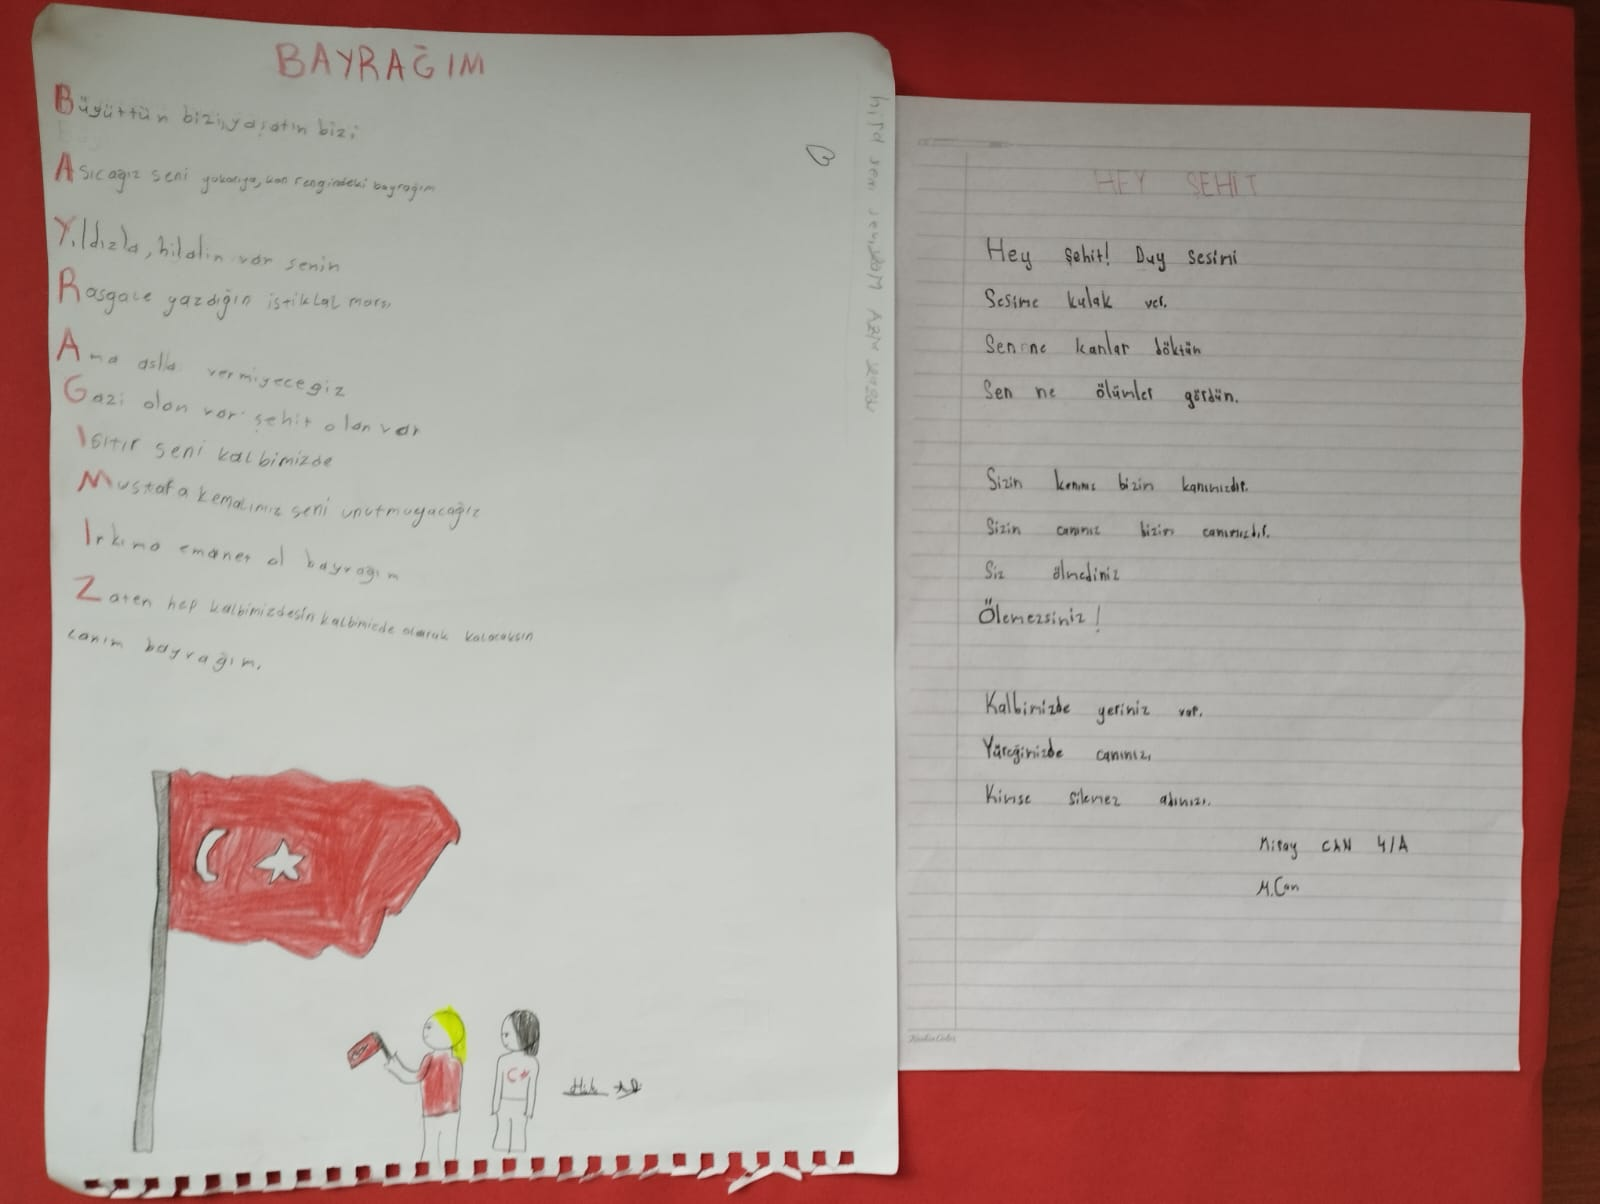 BAYRAĞIM
Büyüttün bizi, yaşatın bizi
Asıcağız seni yukarıya, kan rengindeki bayrağım
Yıldızla, hilalin var senin
Rasgale yazdığın istiklal marşı
Ama asla vermiyecegiz
Gazi olan var şehit olan var
Isıtır seni kalbimizde
Mustafa kemalimiz seni unutmuyacağız
Irkıma emanet ol bayrağım
Zaten hep kalbimizdesin kalbimizde olarak kalacaksın
canım bayrağım.
HEY ŞEHİT
Hey şehit! Duy sesimi
Sesime kulak ver.
Sen ne kanlar döktün
Sen ne ölümler gördün.
Sizin kanınız bizim kanımızdır.
Sizin canınız bizim canımızdır.
Siz ölmediniz
Ölemezsiniz!
Kalbimizde yeriniz var.
Yüreğimizde canınız,
Kimse silemez adınızı.
Miray CAN 4/A
M.Can